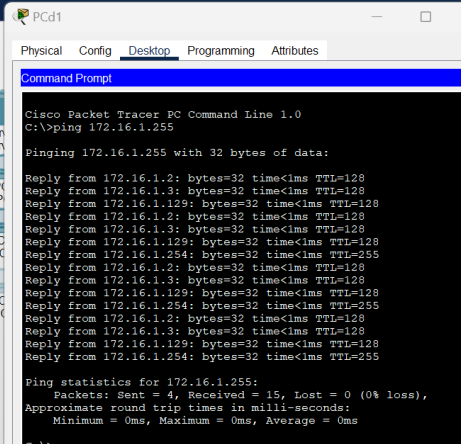 PCd1
Physical Config Desktop Programming Attributes
Command Prompt
Cisco Packet Tracer PC Command Line 1.0
C:\>ping 172.16.1.255
Pinging 172.16.1.255 with 32 bytes of data:
Reply from 172.16.1.2: bytes=32 time<1ms TTL=128
Reply from 172.16.1.3: bytes=32 time<1ms TTL=128
Reply from 172.16.1.129: bytes=32 time<1ms TTL=128
Reply from 172.16.1.2: bytes=32 time<1ms TTL=128
Reply from 172.16.1.3: bytes=32 time<1ms TTL=128
Reply from 172.16.1.129: bytes=32 time<1ms TTL=128
Reply from 172.16.1.254: bytes=32 time<1ms TTL=255
Reply from 172.16.1.2: bytes=32 time<1ms TTL=128
Reply from 172.16.1.3: bytes=32 time<1ms TTL=128
Reply from 172.16.1.129: bytes=32 time<1ms TTL=128
Reply from 172.16.1.254: bytes=32 time<1ms TTL=255
Reply from 172.16.1.2: bytes=32 time<1ms TTL=128
Reply from 172.16.1.3: bytes=32 time<1ms TTL=128
Reply from 172.16.1.129: bytes=32 time<1ms TTL=128
Reply from 172.16.1.254: bytes=32 time<1ms TTL=255
Ping statistics for 172.16.1.255:
Packets: Sent = 4, Received = 15, Lost = 0 (0% loss),
Approximate round trip times in milli-seconds:
Minimum = 0ms, Maximum = 0ms, Average = 0ms